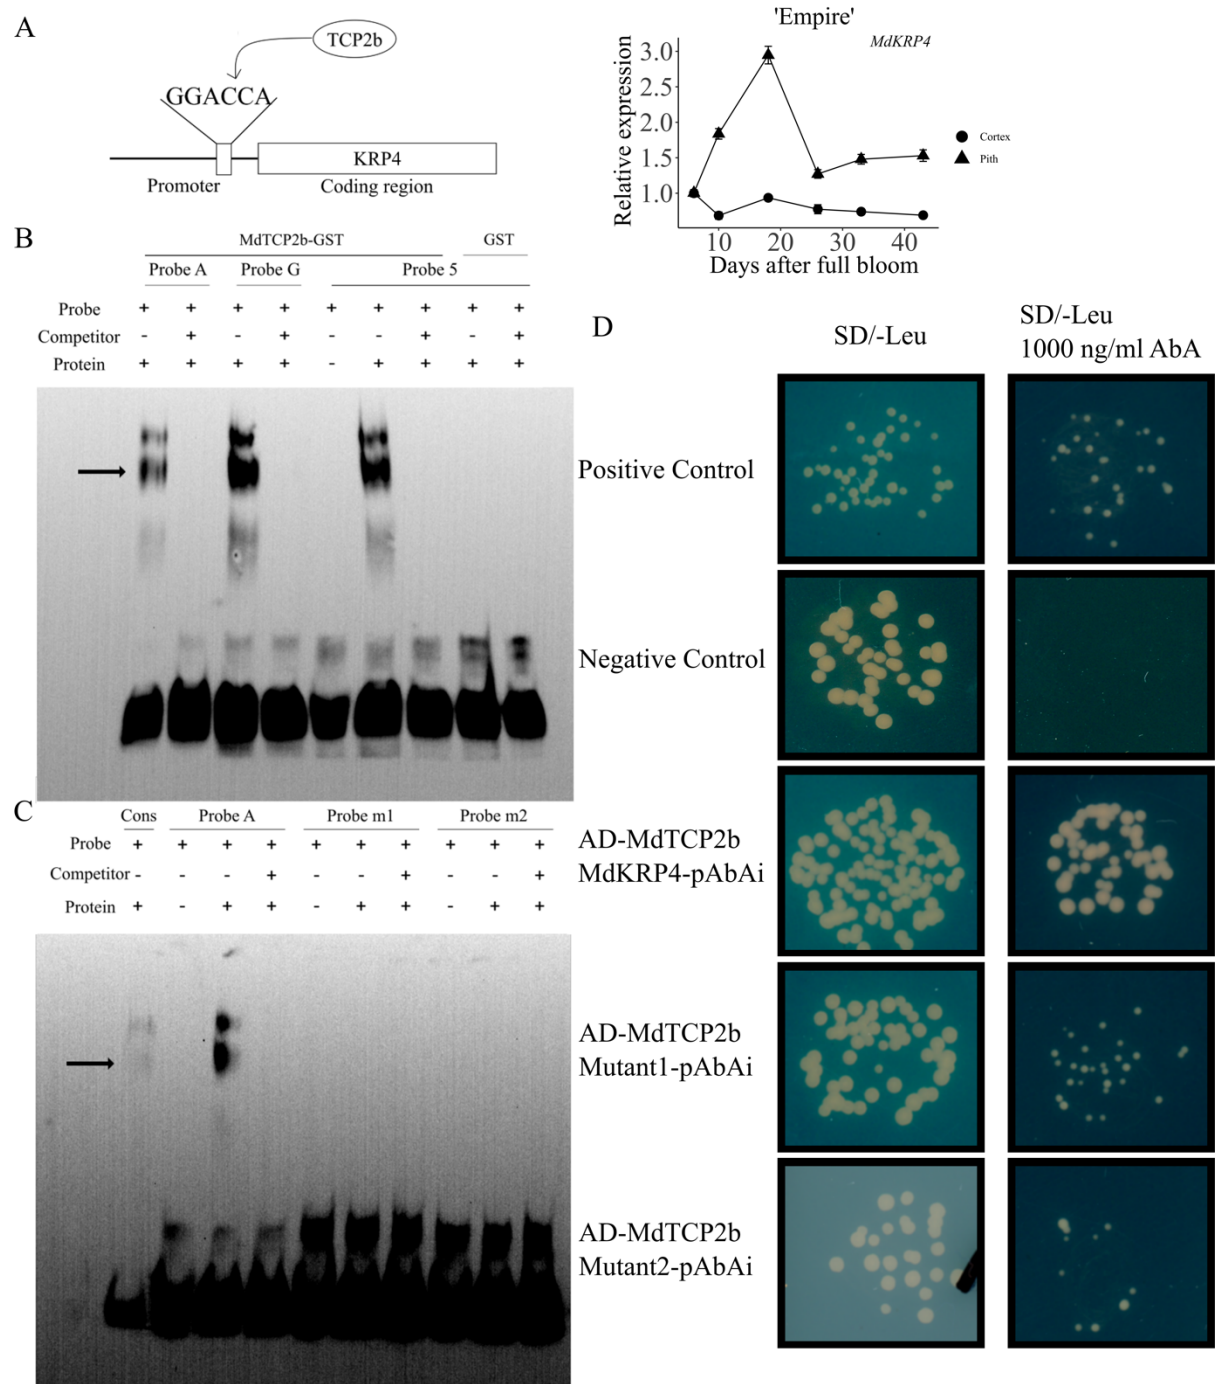 A
TCP2b
GGACCA
KRP4
Promoter
Coding region
'Empire'
MdKRP4
Relative expression
3.0
2.5
2.0
1.5
1.0
10 20 30 40
Days after full bloom
Cortex
Pith
B
MdTCP2b-GST GST
Probe A Probe G Probe 5
Probe + + + + + + + + +
Competitor - + - + - - + - +
Protein + + + + - + + + +
C
Cons Probe A Probe m1 Probe m2
Probe + + + + + + + + + +
Competitor - - - + - - + - - +
Protein + - + + - + + - + +
D
SD/-Leu
SD/-Leu
1000 ng/ml AbA
Positive Control
Negative Control
AD-MdTCP2b
MdKRP4-pAbAi
AD-MdTCP2b
Mutant1-pAbAi
AD-MdTCP2b
Mutant2-pAbAi